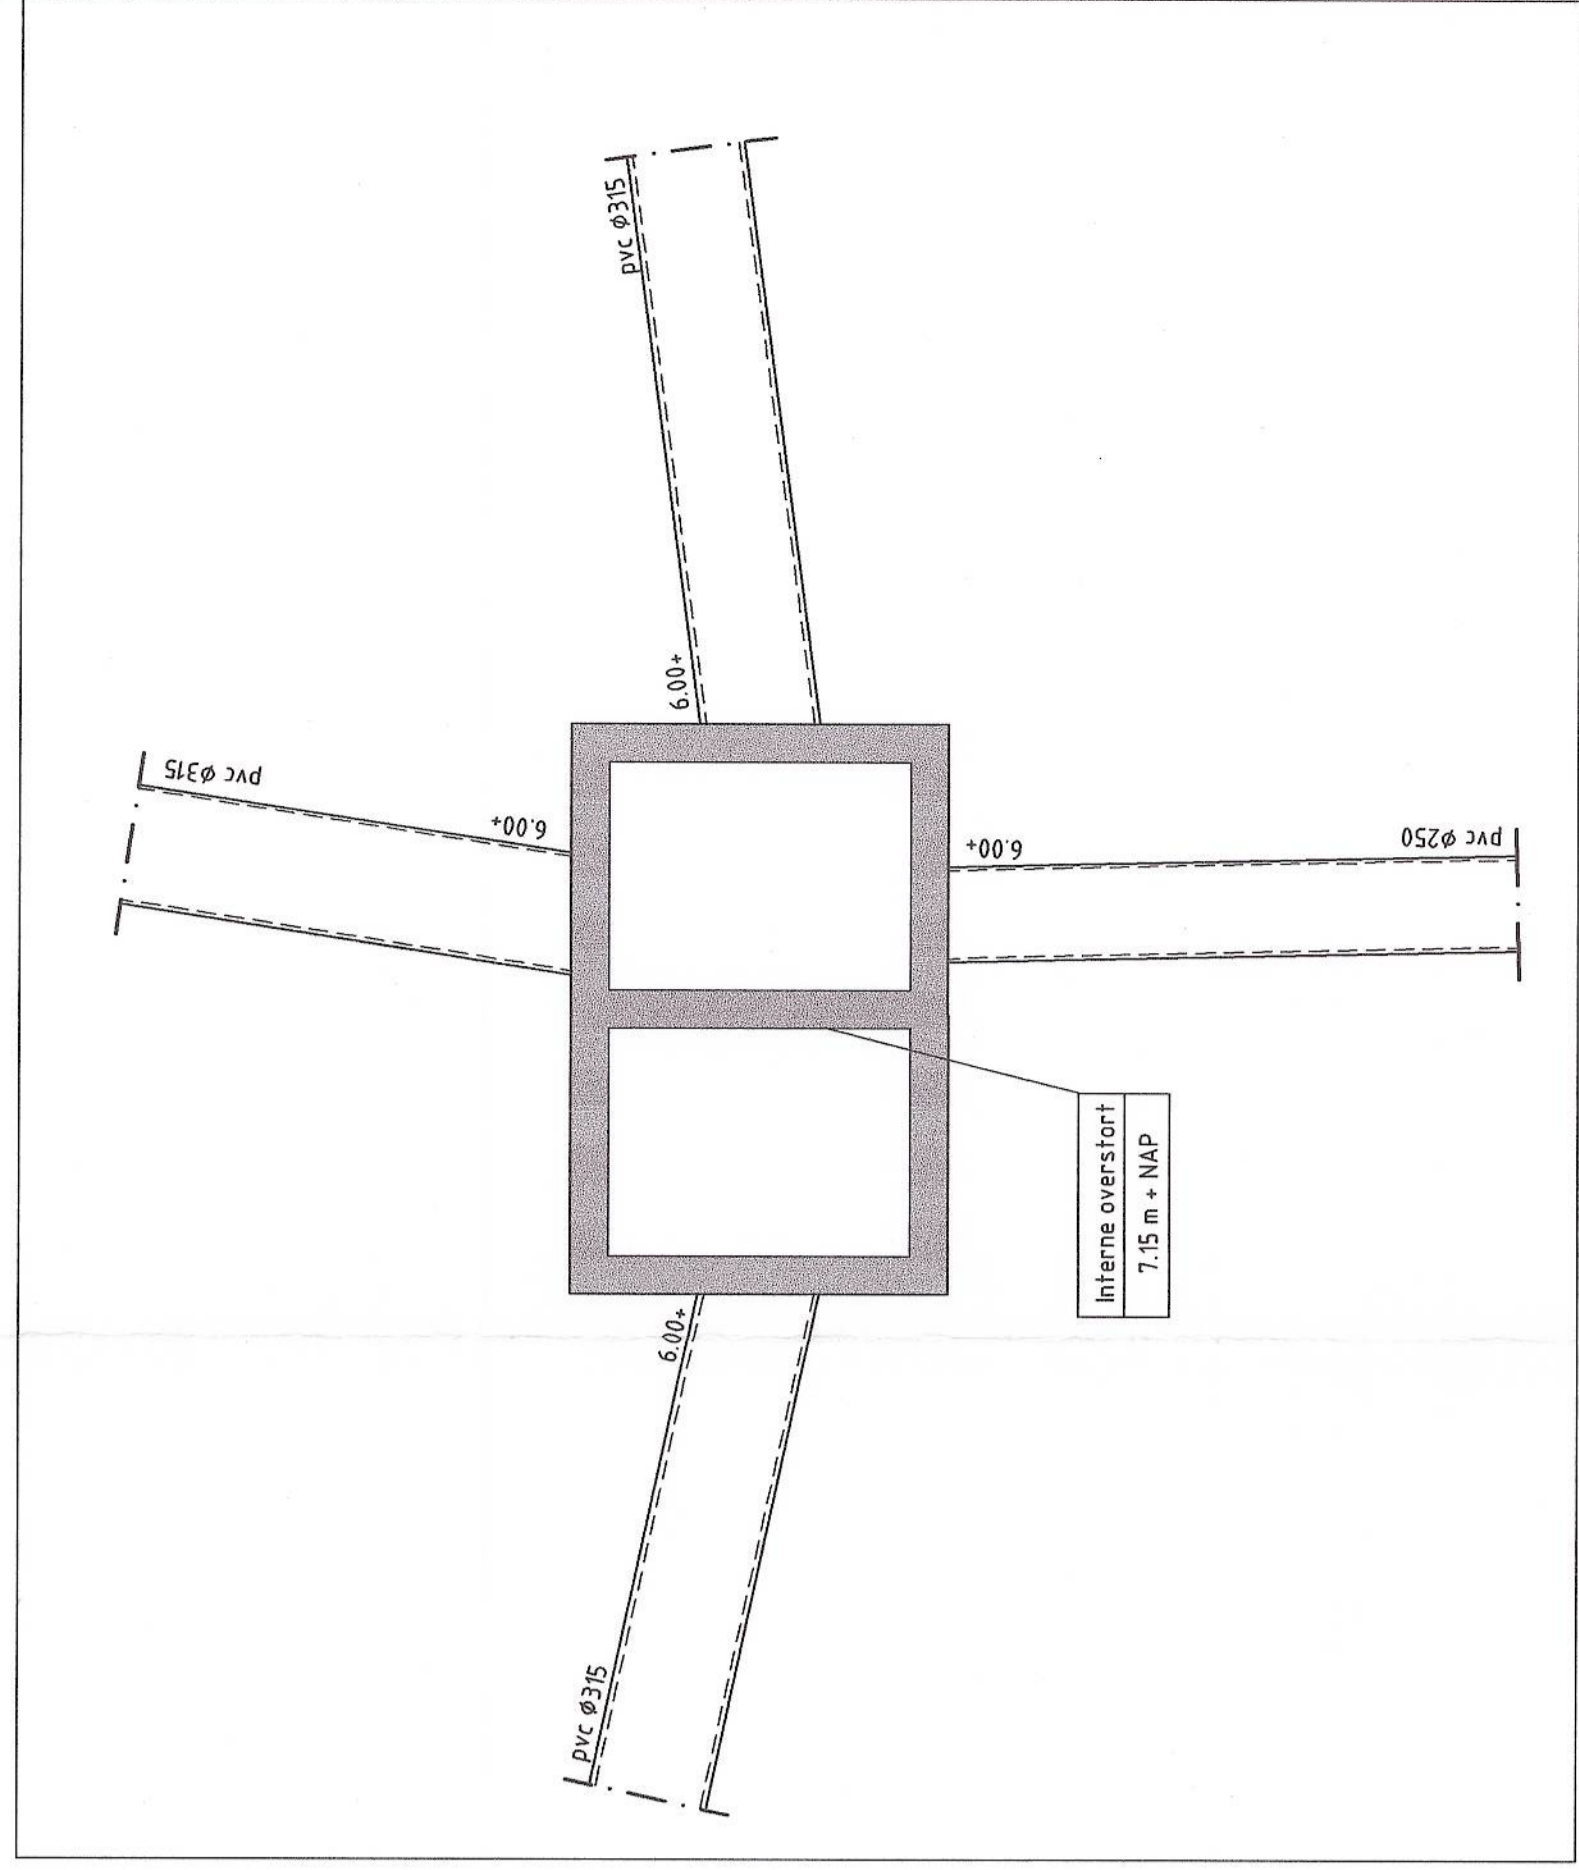 pvc ø315
6.00+
pvc ø315
6.00+
6.00+
pvc ø250
Interne overstort
7.15 m + NAP
6.00+
pvc ø315